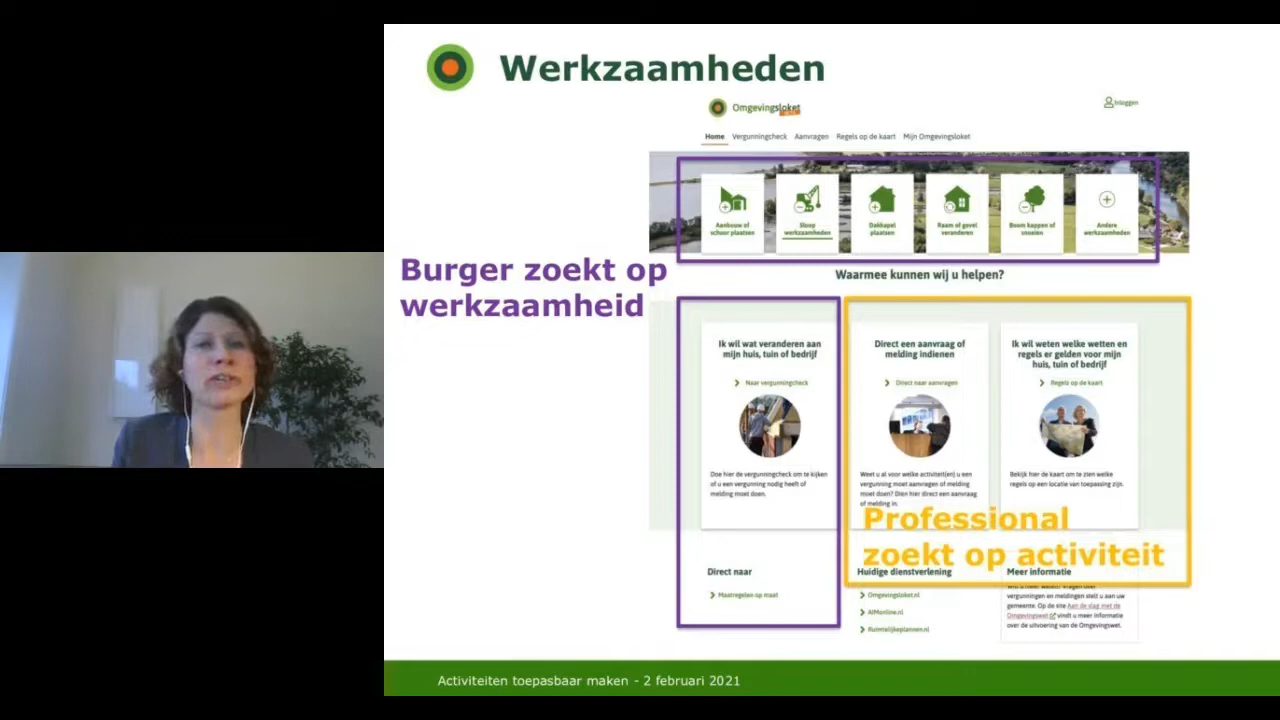 Werkzaamheden
Omgevingsloket
Inloggen
Home Vergunningcheck Aanvragen Regels op de kaart Mijn Omgevingsloket
Aanbouw of
schuur plaatsen
Sloop
werkzaamheden
Dakkapel
plaatsen
Raam of gevel
veranderen
Boom kappen of
snoeien
Andere
werkzaamheden
Burger zoekt op
werkzaamheid
Waarmee kunnen wij u helpen?
Ik wil wat veranderen aan
mijn huis, tuin of bedrijf
Naar vergunningcheck
Doe hier de vergunningcheck om te kijken
of u een vergunning nodig heeft of
melding moet doen.
Direct een aanvraag of
melding indienen
Direct naar aanvragen
Weet u al voor welke activiteit(en) u een
vergunning moet aanvragen of melding
moet doen? Dien hier direct een aanvraag
of melding in.
Ik wil weten welke wetten en
regels er gelden voor mijn
huis, tuin of bedrijf
Regels op de kaart
Bekijk hier de kaart om te zien welke
regels op een locatie van toepassing zijn.
Professional
zoekt op activiteit
Direct naar
Maatregelen op maat
Huidige dienstverlening
Omgevingsloket.nl
AIMonline.nl
Ruimtelijkeplannen.nl
Meer informatie
vergunningen en meldingen stelt u aan uw
gemeente. Op de site Aan de slag met de
Omgevingswet vindt u meer informatie
over de uitvoering van de Omgevingswet.
Activiteiten toepasbaar maken - 2 februari 2021